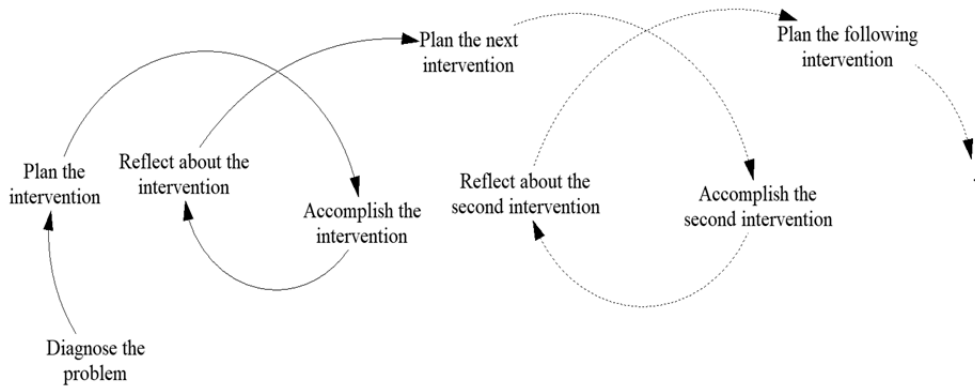 Plan the
intervention
Reflect about the
intervention
Accomplish the
intervention
Diagnose the
problem
Plan the next
intervention
Reflect about the
second intervention
Accomplish the
second intervention
Plan the following
intervention